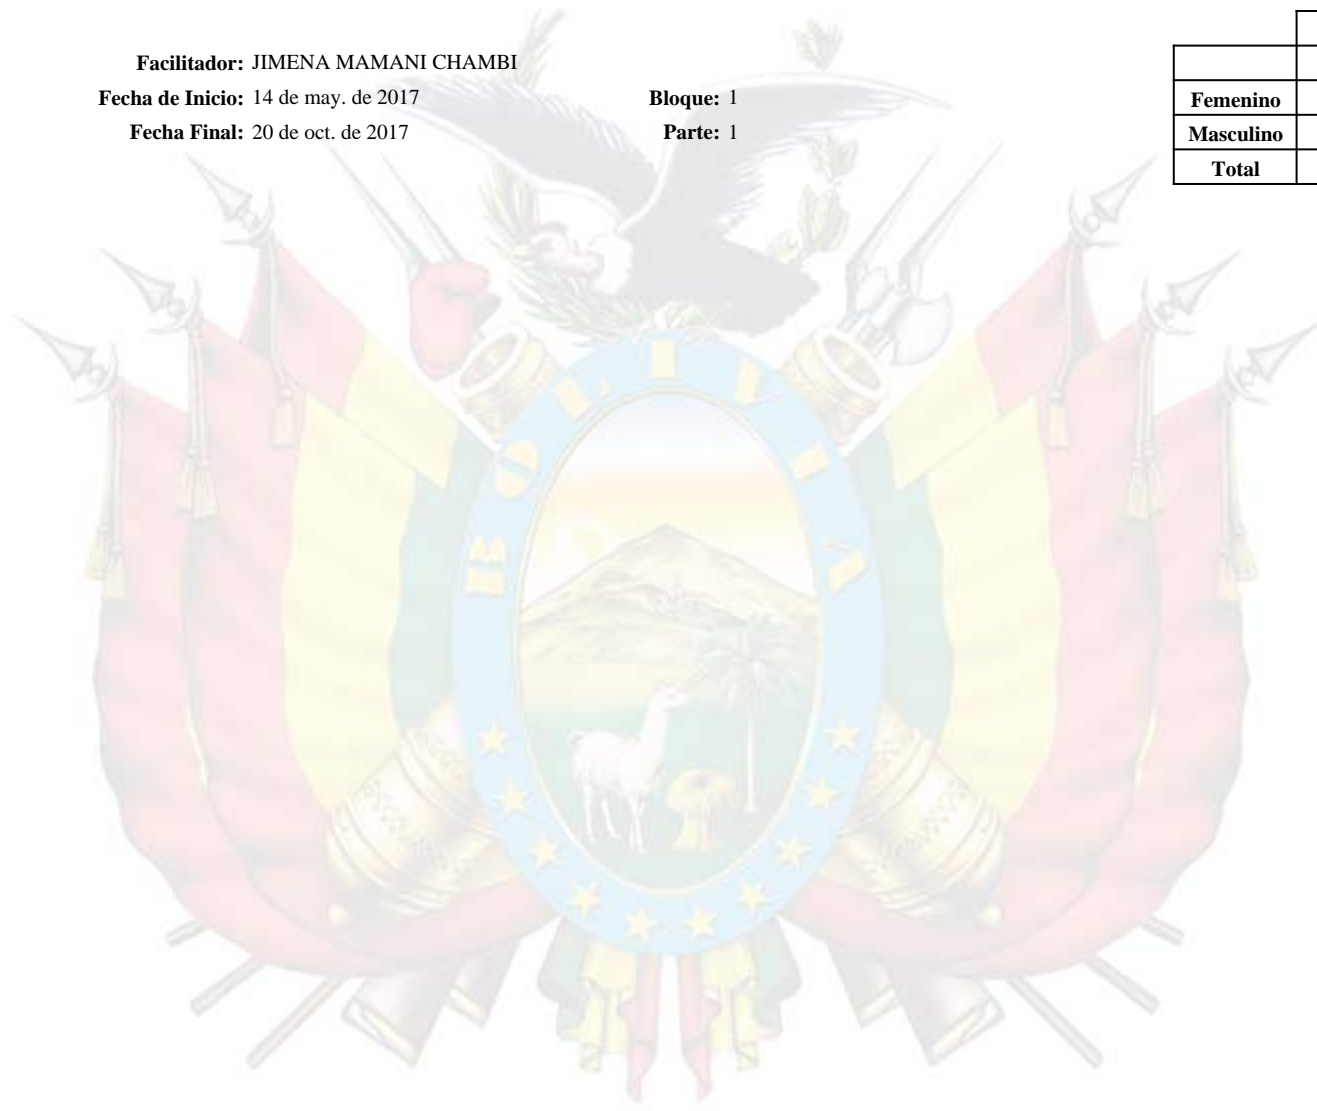 Facilitador: JIMENA MAMANI CHAMBI
Fecha de Inicio: 14 de may. de 2017 Bloque: 1
Fecha Final: 20 de oct. de 2017 Parte: 1
Femenino
Masculino
Total
BOLIVIA